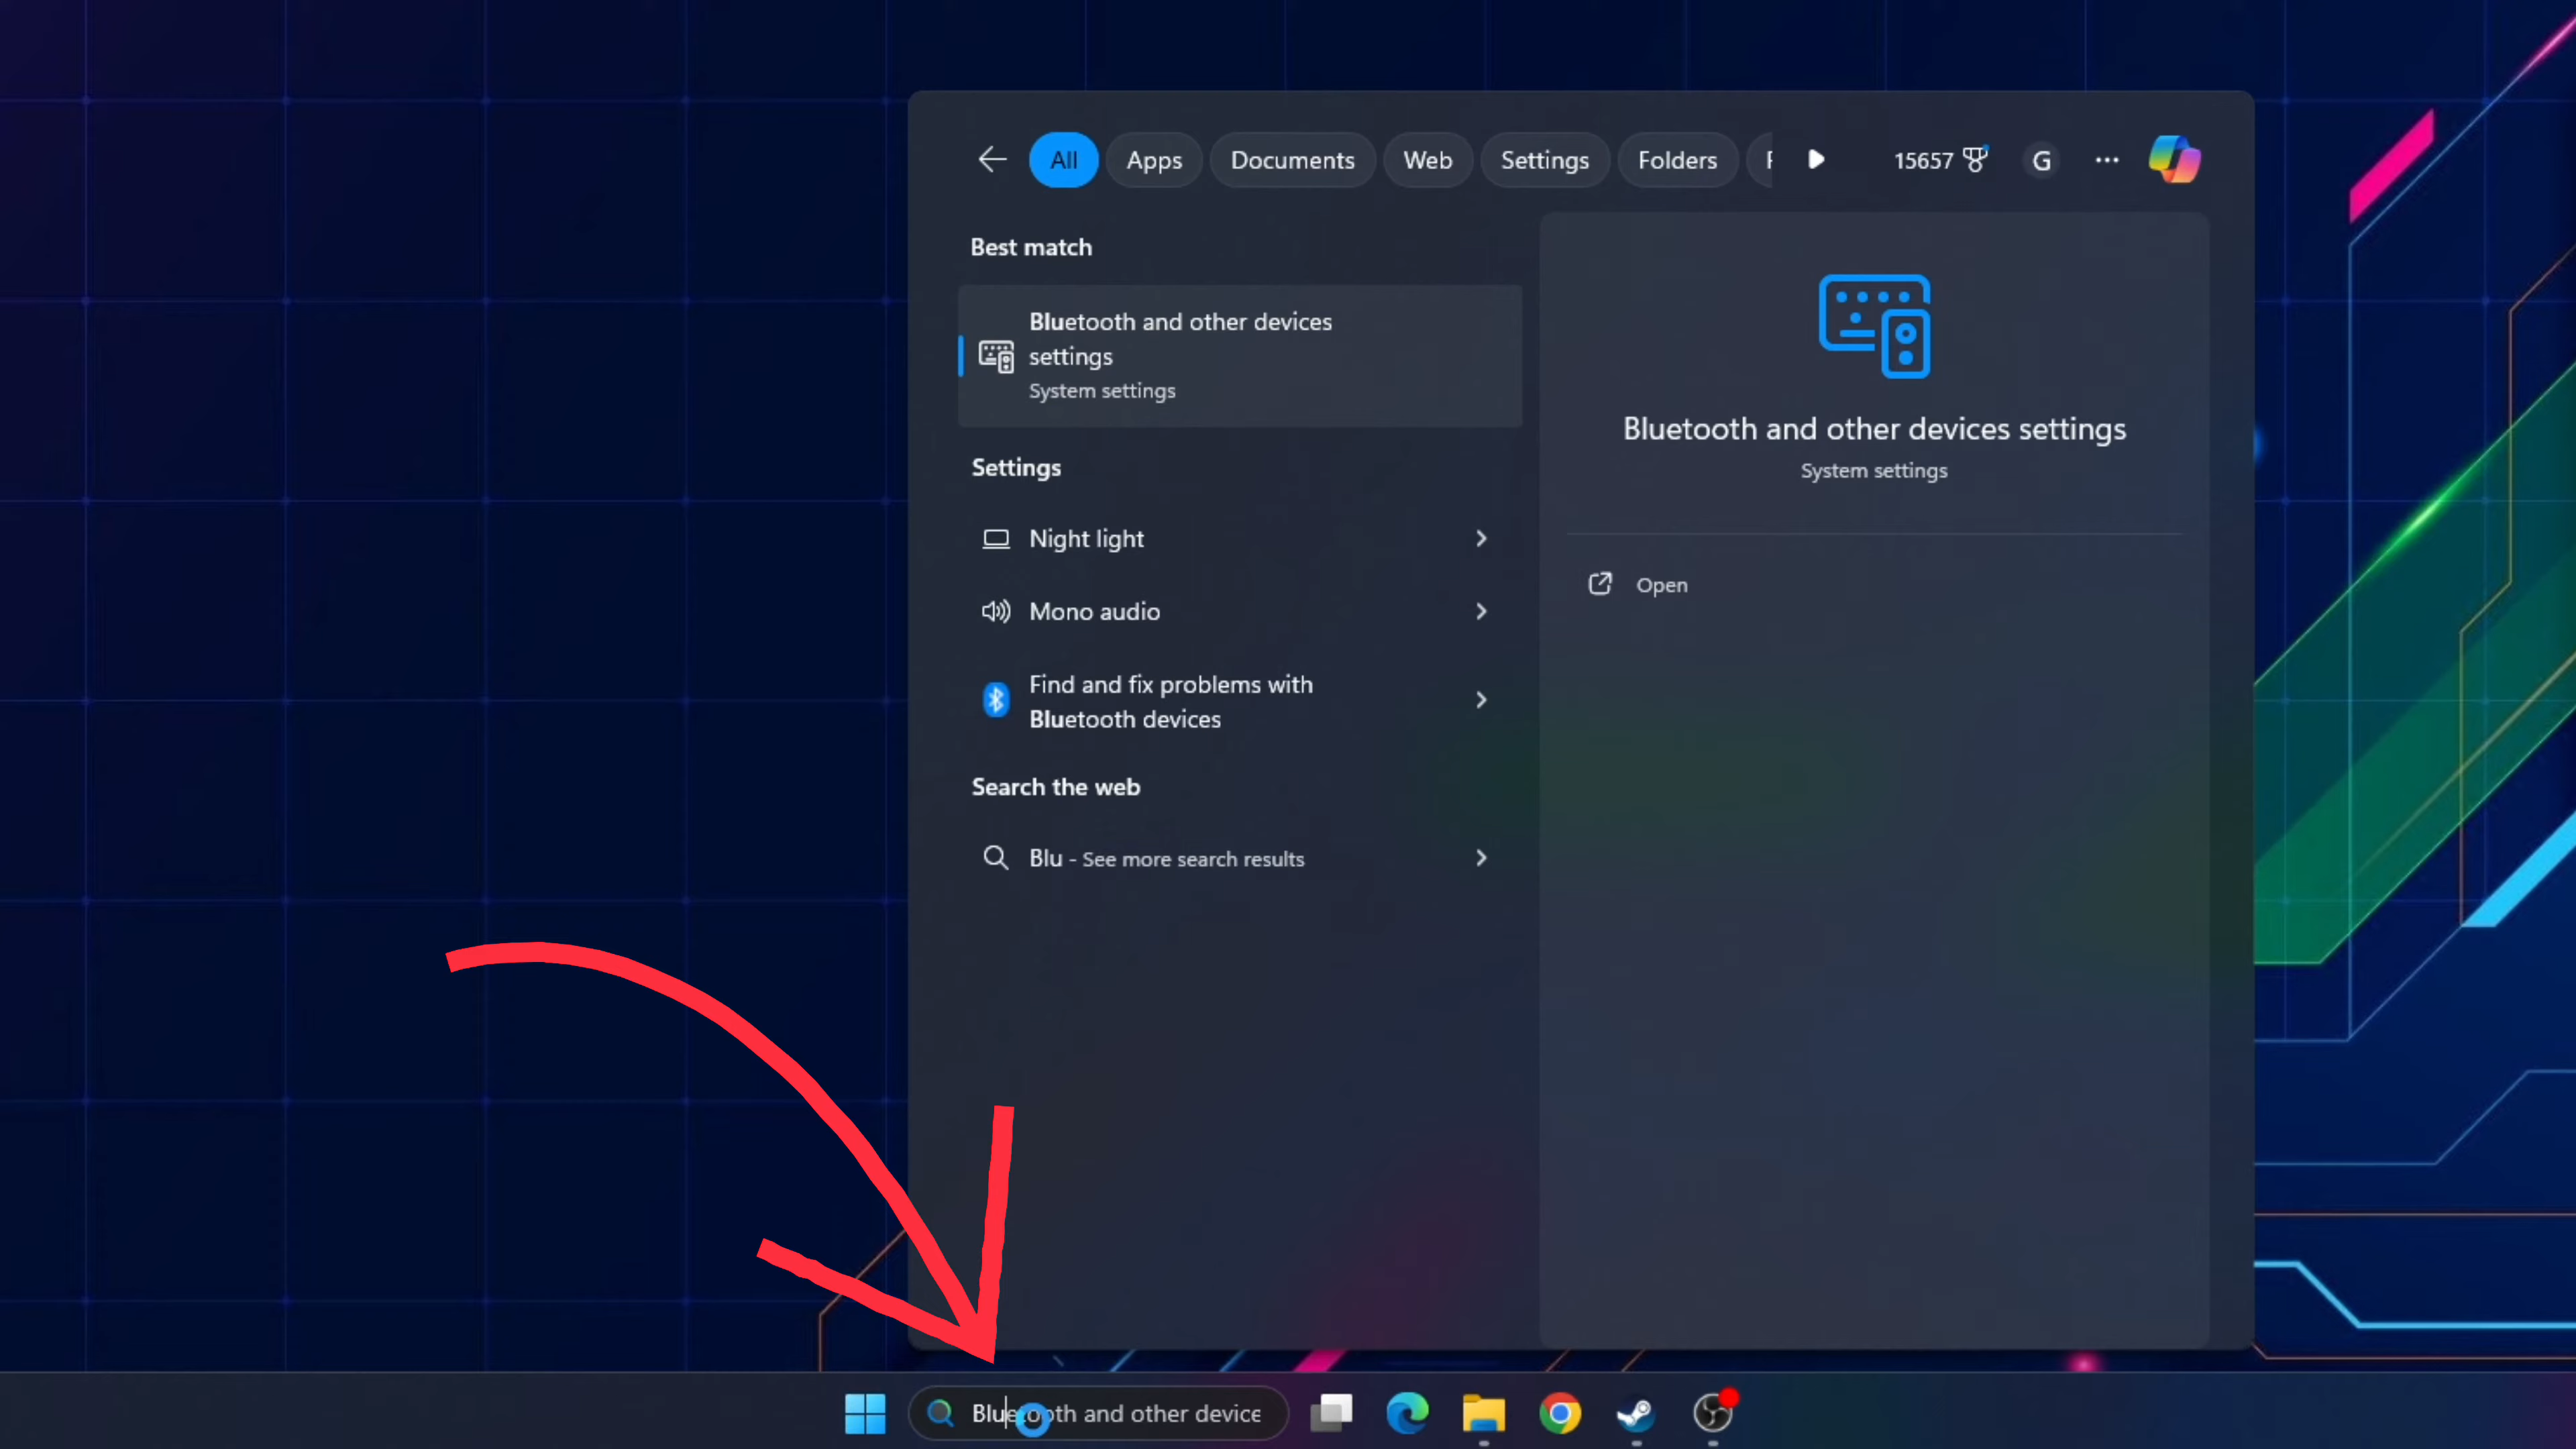 All Apps Documents Web Settings Folders 15657 G
Best match
Bluetooth and other devices
settings
System settings
Settings
Night light
Mono audio
Find and fix problems with
Bluetooth devices
Search the web
Blu - See more search results
Bluetooth and other devices settings
System settings
Open
Bluetooth and other device